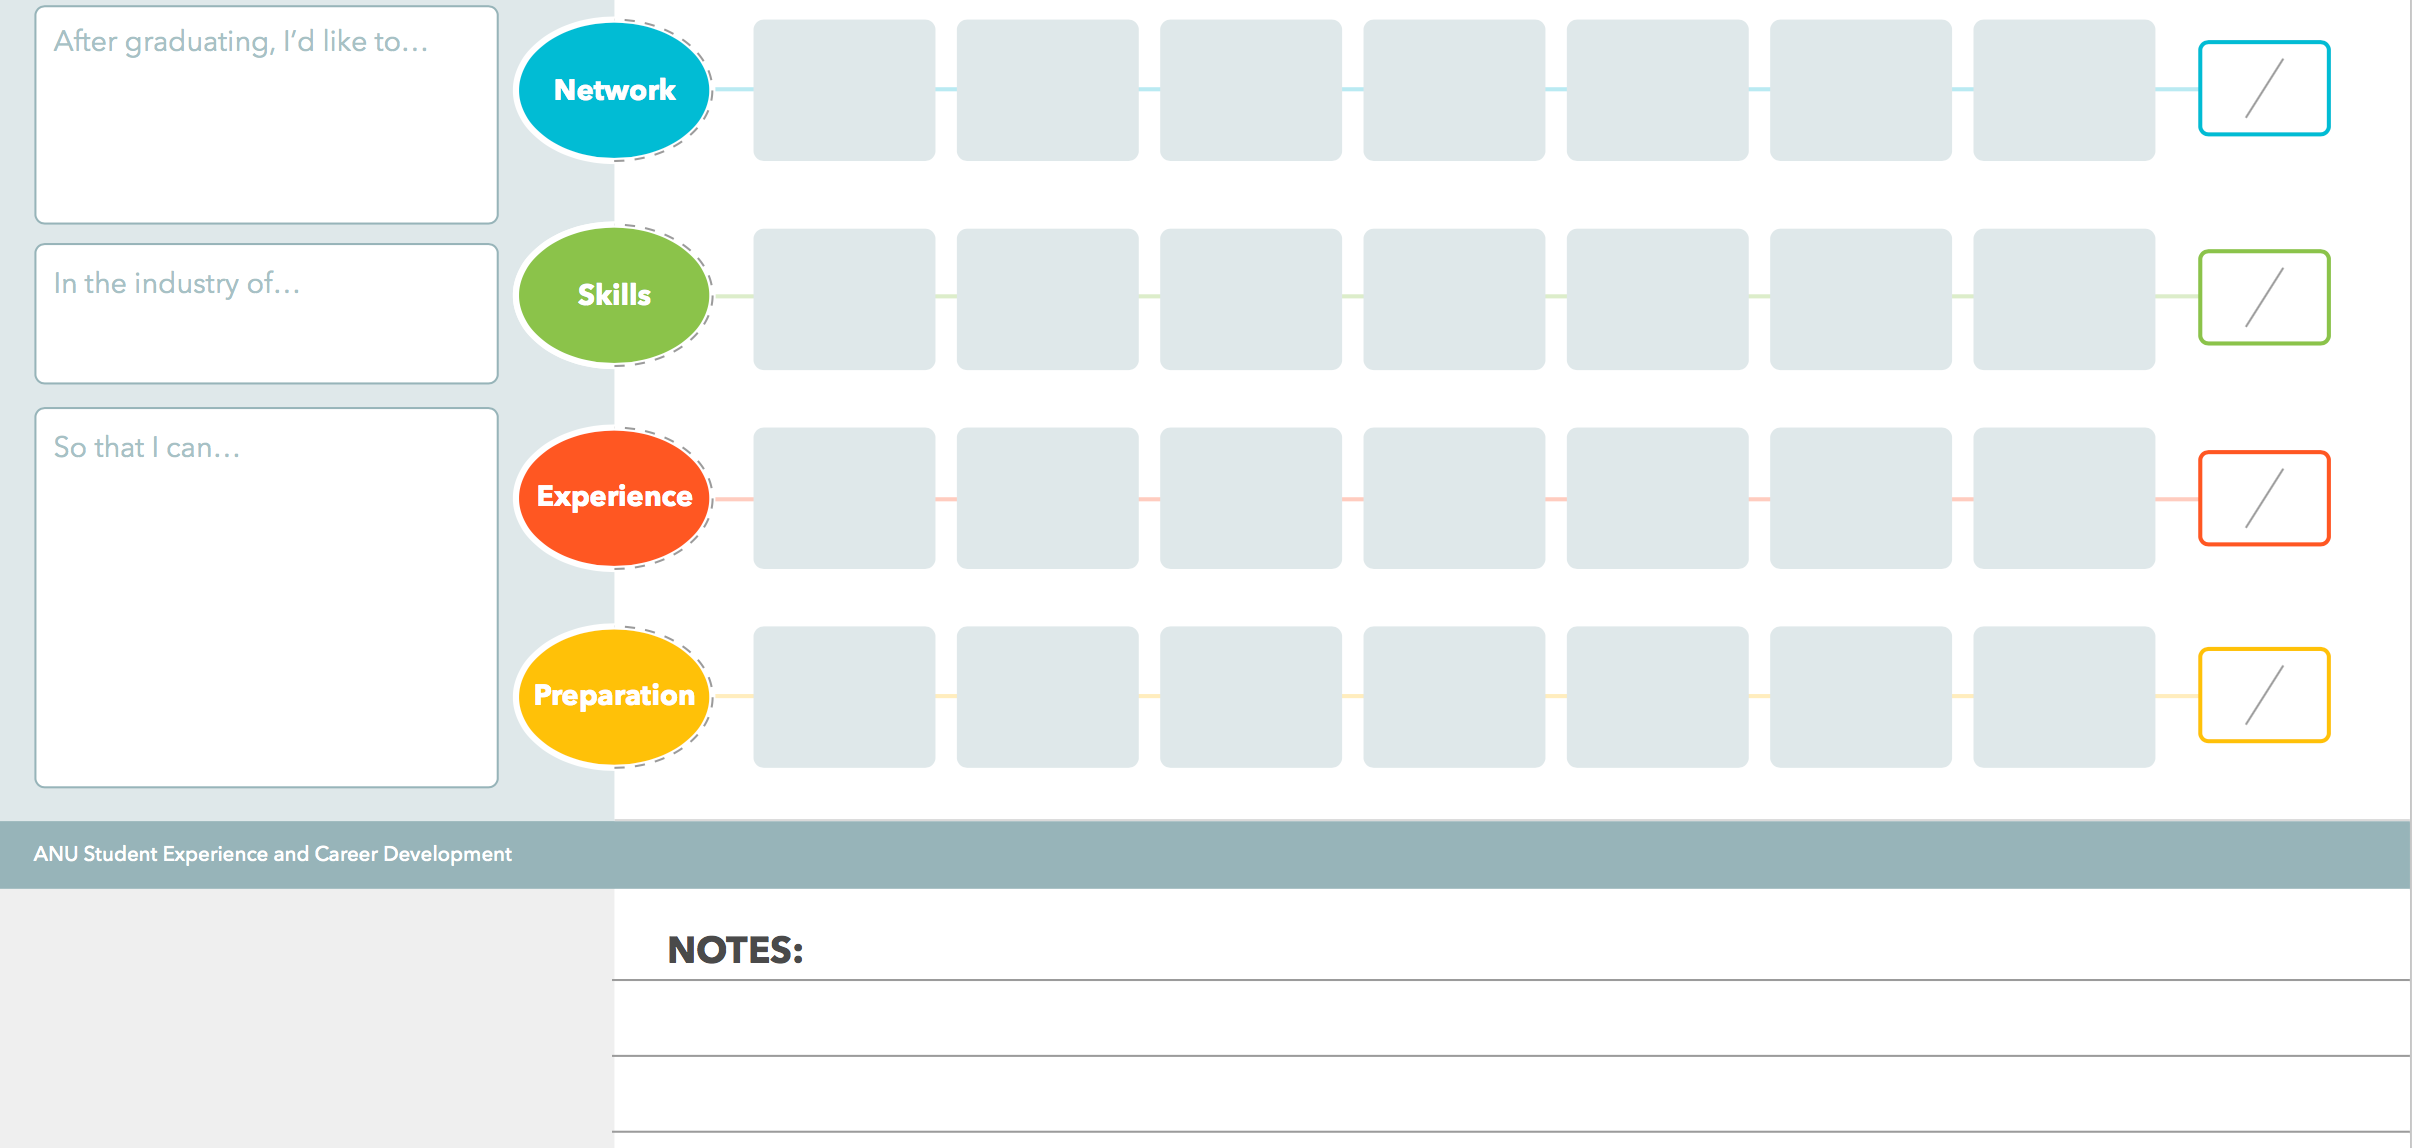 After graduating, I’d like to...
In the industry of...
So that I can...
Network
/
Skills
/
Experience
/
Preparation
/
ANU Student Experience and Career Development
NOTES: